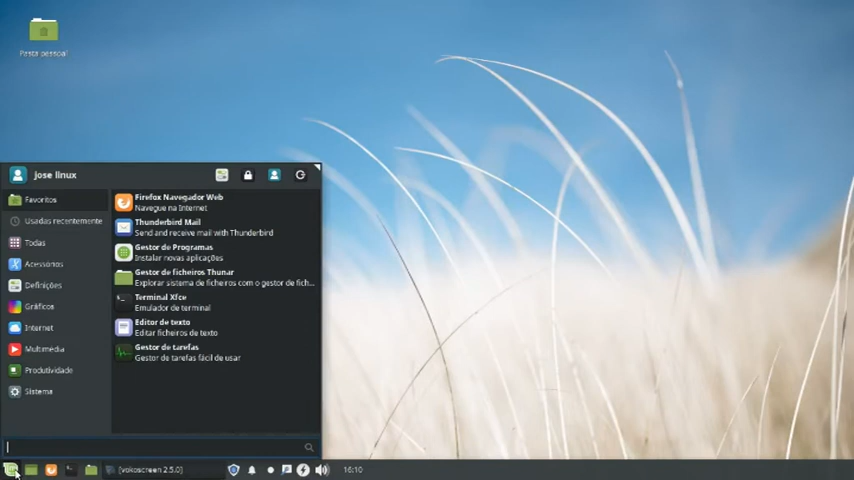 Pasta pessoal
jose linux
Favoritos
Usadas recentemente
Todas
Acessórios
Definições
Gráficos
Internet
Multimédia
Produtividade
Sistema
Firefox Navegador Web
Navegue na Internet
Thunderbird Mail
Send and receive mail with Thunderbird
Gestor de Programas
Instalar novas aplicações
Gestor de ficheiros Thunar
Explorar sistema de ficheiros com o gestor de fich...
Terminal Xfce
Emulador de terminal
Editor de texto
Editar ficheiros de texto
Gestor de tarefas
Gestor de tarefas fácil de usar
[vokoscreen 2.5.0]
16:10